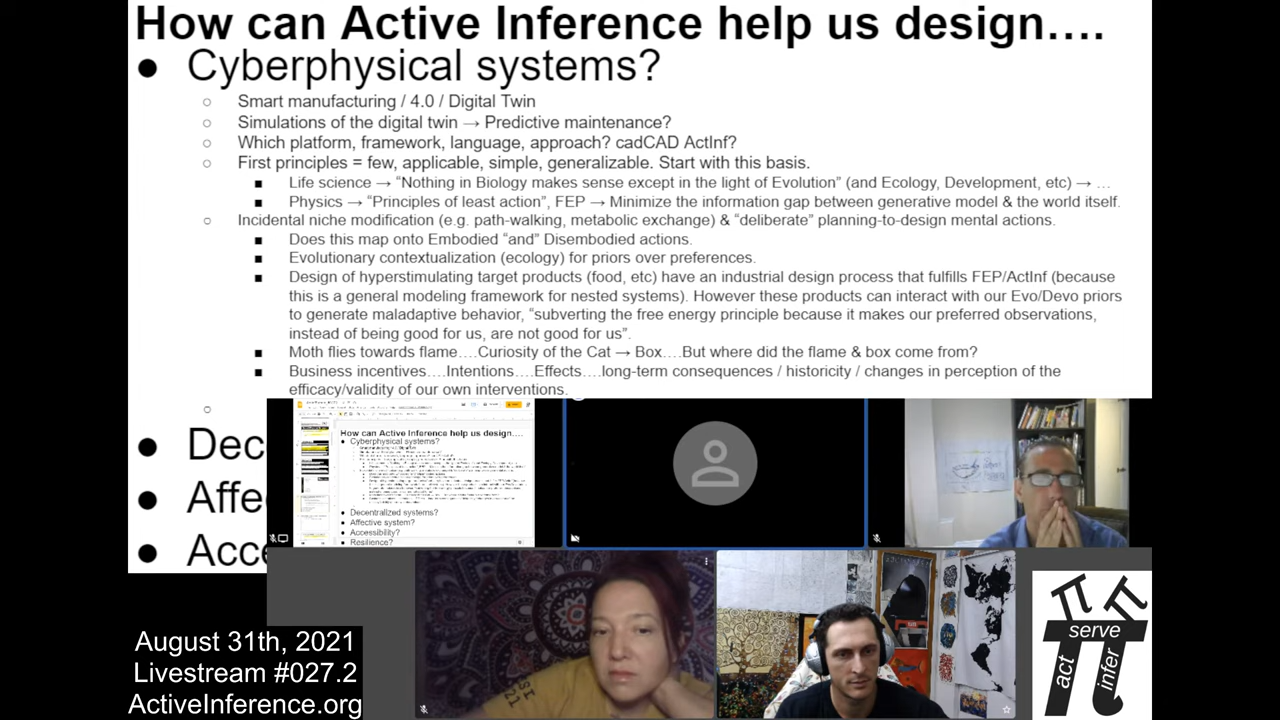 How can Active Inference help us design….
● Cyberphysical systems?
○ Smart manufacturing / 4.0 / Digital Twin
○ Simulations of the digital twin → Predictive maintenance?
○ Which platform, framework, language, approach? cadCAD ActInf?
○ First principles = few, applicable, simple, generalizable. Start with this basis.
■ Life science → “Nothing in Biology makes sense except in the light of Evolution” (and Ecology, Development, etc) → …
■ Physics → “Principles of least action”, FEP → Minimize the information gap between generative model & the world itself.
○ Incidental niche modification (e.g. path-walking, metabolic exchange) & “deliberate” planning-to-design mental actions.
■ Does this map onto Embodied “and” Disembodied actions.
■ Evolutionary contextualization (ecology) for priors over preferences.
■ Design of hyperstimulating target products (food, etc) have an industrial design process that fulfills FEP/ActInf (because
this is a general modeling framework for nested systems). However these products can interact with our Evo/Devo priors
to generate maladaptive behavior, “subverting the free energy principle because it makes our preferred observations,
instead of being good for us, are not good for us”.
■ Moth flies towards flame….Curiosity of the Cat → Box….But where did the flame & box come from?
■ Business incentives….Intentions….Effects….long-term consequences / historicity / changes in perception of the
efficacy/validity of our own interventions.
○
● Dec
● Affe
● Acce
How can Active Inference help us design….
● Cyberphysical systems?
● Decentralized systems?
● Affective system?
● Accessibility?
● Resilience?
August 31th, 2021
Livestream #027.2
ActiveInference.org
π π
serve
act infer